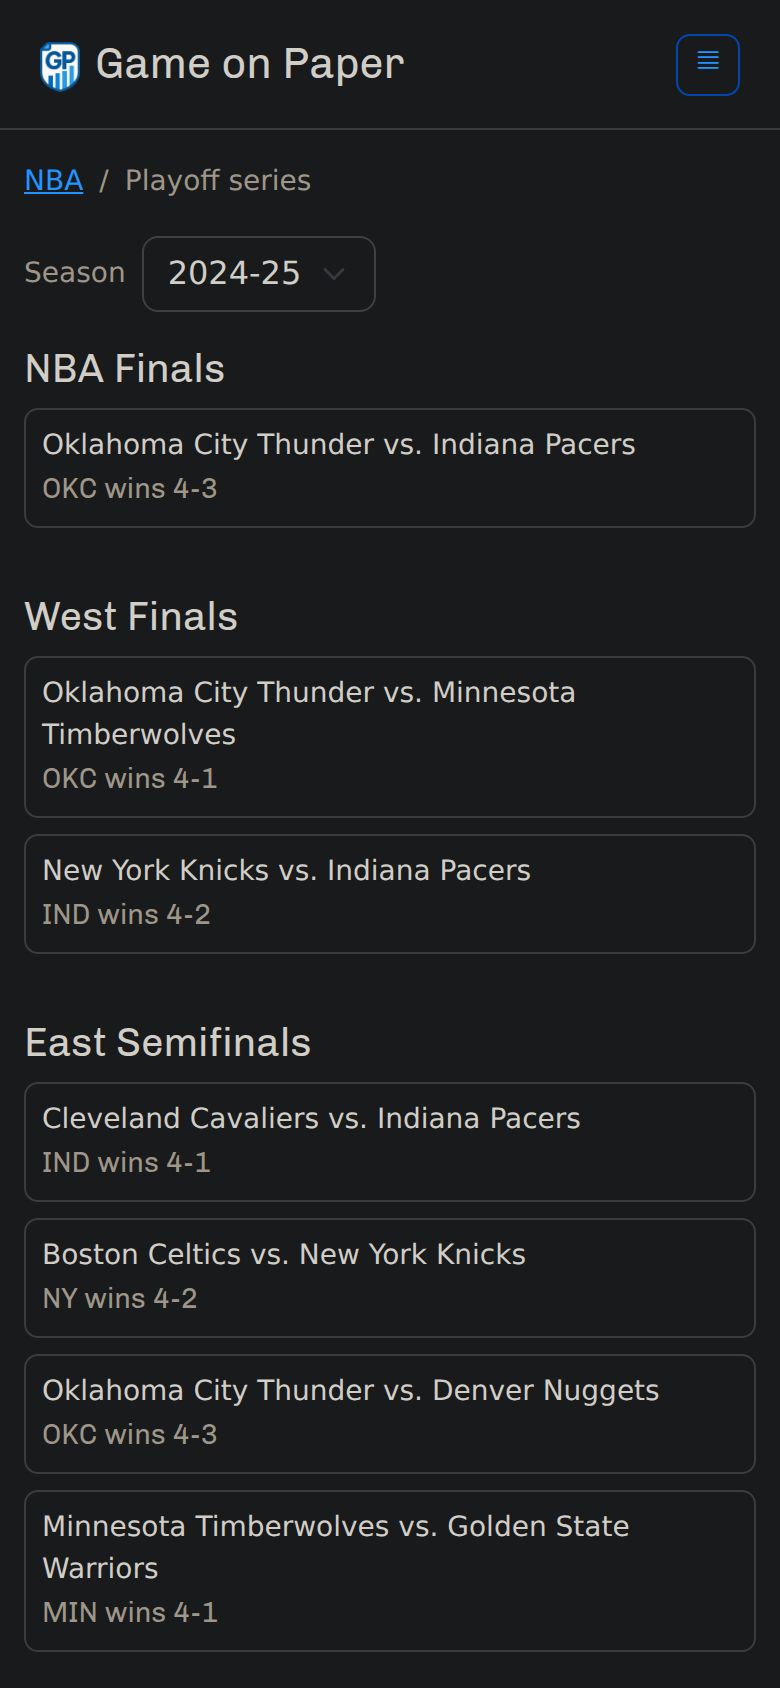 GP Game on Paper
NBA / Playoff series
Season 2024-25
NBA Finals
Oklahoma City Thunder vs. Indiana Pacers
OKC wins 4-3
West Finals
Oklahoma City Thunder vs. Minnesota
Timberwolves
OKC wins 4-1
New York Knicks vs. Indiana Pacers
IND wins 4-2
East Semifinals
Cleveland Cavaliers vs. Indiana Pacers
IND wins 4-1
Boston Celtics vs. New York Knicks
NY wins 4-2
Oklahoma City Thunder vs. Denver Nuggets
OKC wins 4-3
Minnesota Timberwolves vs. Golden State
Warriors
MIN wins 4-1